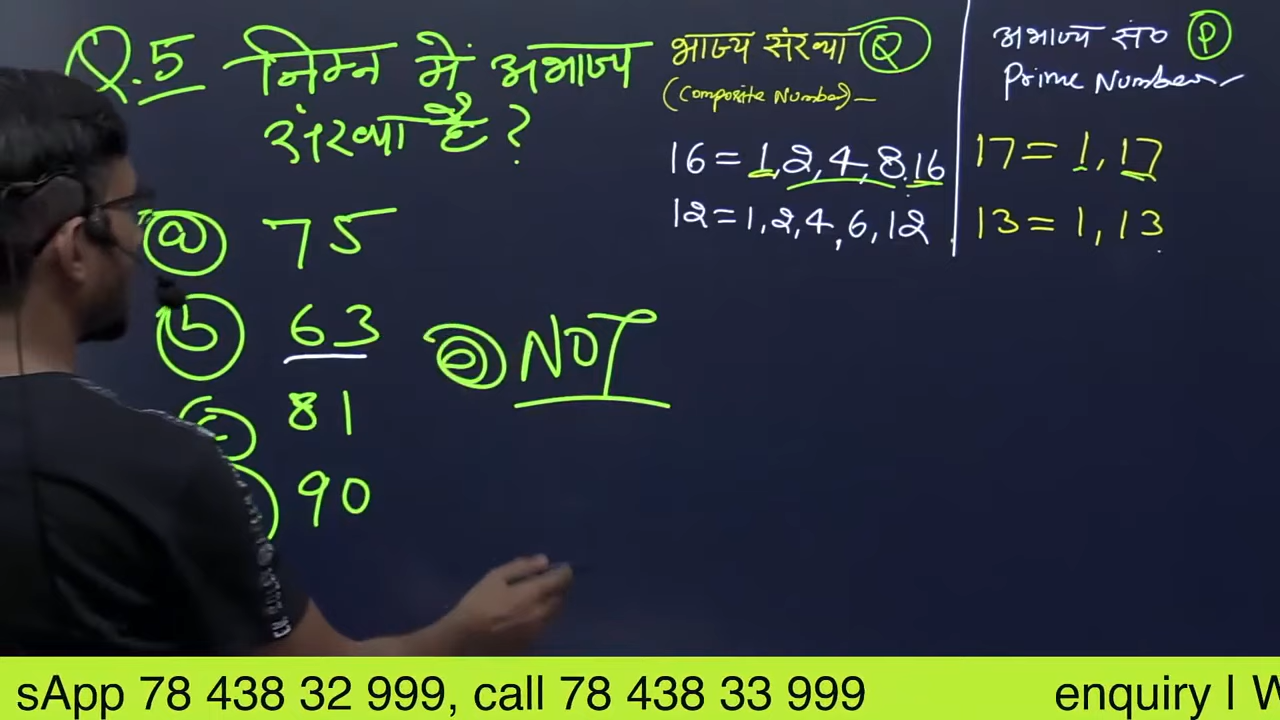 Q.5 निम्न में अभाज्य
संख्या है?
a 75
b 63
c 81
90
e NOT
भाज्य संख्या Q
(Composite Number)
16 = 1,2,4,8,16
12 = 1,2,4,6,12
अभाज्य सं० P
Prime Number
17 = 1,17
13 = 1,13
sApp 78 438 32 999, call 78 438 33 999 enquiry I W